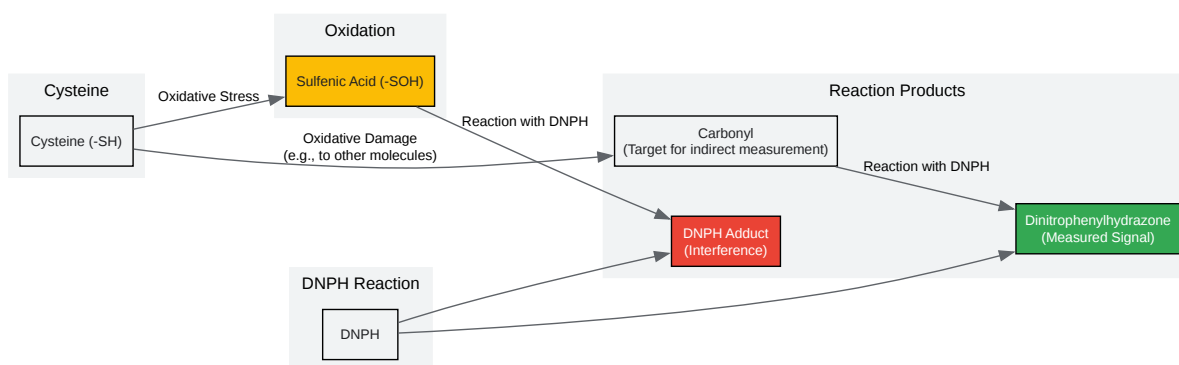 Oxidation
Sulfenic Acid (-SOH)
Cysteine
Cysteine (-SH)
Oxidative Stress
Oxidative Damage
(e.g., to other molecules)
Reaction with DNPH
Reaction Products
Carbonyl
(Target for indirect measurement)
Reaction with DNPH
DNPH Adduct
(Interference)
Dinitrophenylhydrazone
(Measured Signal)
DNPH Reaction
DNPH